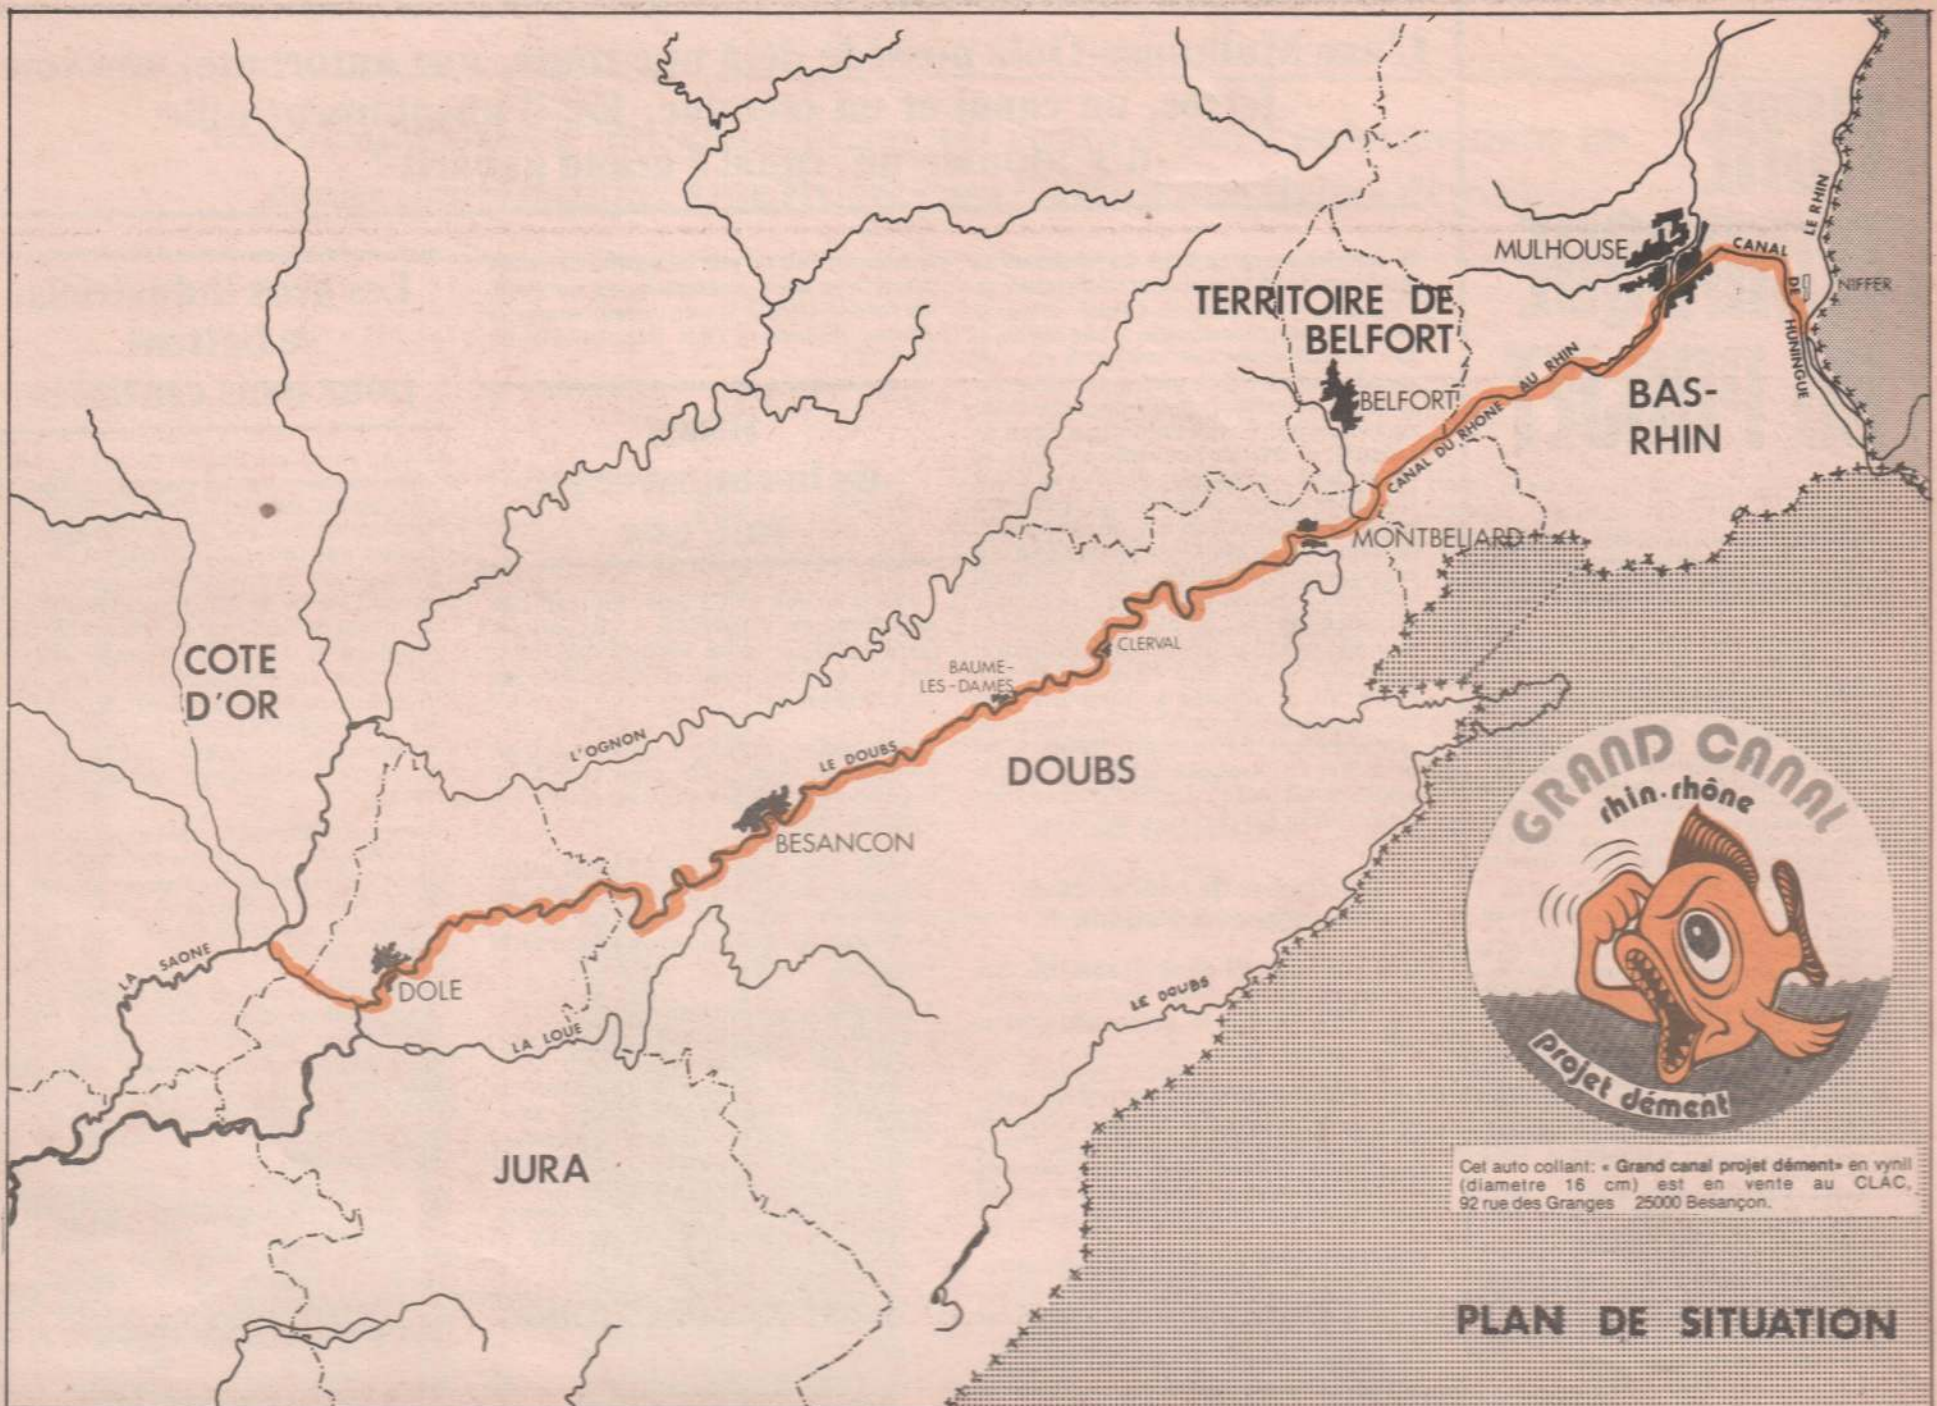 LE RHIN
MULHOUSE
CANAL
DE
HUNINGUE
NIFFER
TERRITOIRE DE
BELFORT
BELFORT
CANAL DU RHONE AU RHIN
BAS-
RHIN
MONTBELIARD
CLERVAL
BAUME-
LES-DAMES
COTE
D'OR
L'OGNON
LE DOUBS
DOUBS
BESANCON
LA SAONE
DOLE
LA LOUE
LE DOUBS
JURA
GRAND CANAL
rhin-rhône
projet dément
Cet auto collant: « Grand canal projet dément» en vynil
(diametre 16 cm) est en vente au CLAC,
92 rue des Granges 25000 Besançon.
PLAN DE SITUATION